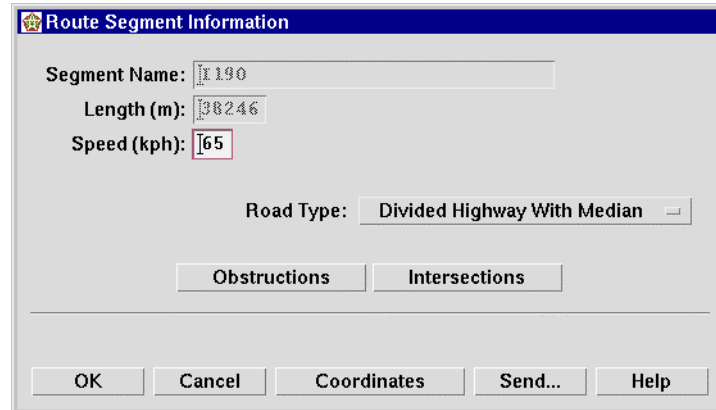 Route Segment Information
Segment Name: I190
Length (m): 38246
Speed (kph): 65
Road Type: Divided Highway With Median
Obstructions Intersections
OK Cancel Coordinates Send... Help